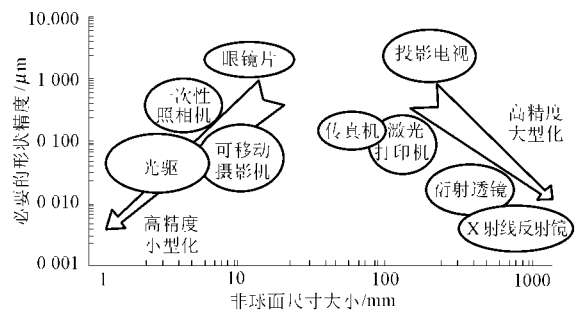 10.000
1 000
0 100
0 010
0 001
必要的形状精度/μm
眼镜片
一次性
照相机
光驱
可移动
摄影机
高精度
小型化
投影电视
传真机
激光
打印机
高精度
大型化
衍射透镜
X射线反射镜
1
10
100
1000
非球面尺寸大小/mm